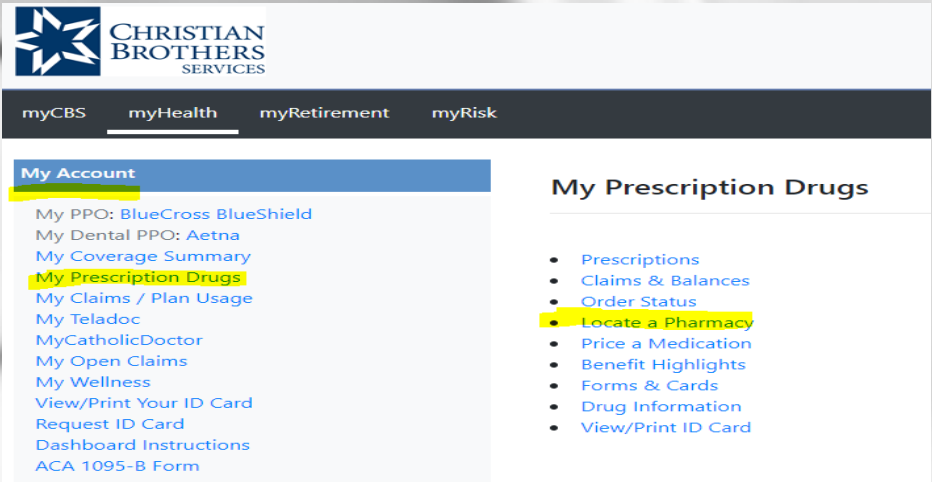 CHRISTIAN
BROTHERS
SERVICES
myCBS myHealth myRetirement myRisk
My Account
My PPO: BlueCross BlueShield
My Dental PPO: Aetna
My Coverage Summary
My Prescription Drugs
My Claims / Plan Usage
My Teladoc
MyCatholicDoctor
My Open Claims
My Wellness
View/Print Your ID Card
Request ID Card
Dashboard Instructions
ACA 1095-B Form
My Prescription Drugs
Prescriptions
Claims & Balances
Order Status
Locate a Pharmacy
Price a Medication
Benefit Highlights
Forms & Cards
Drug Information
View/Print ID Card